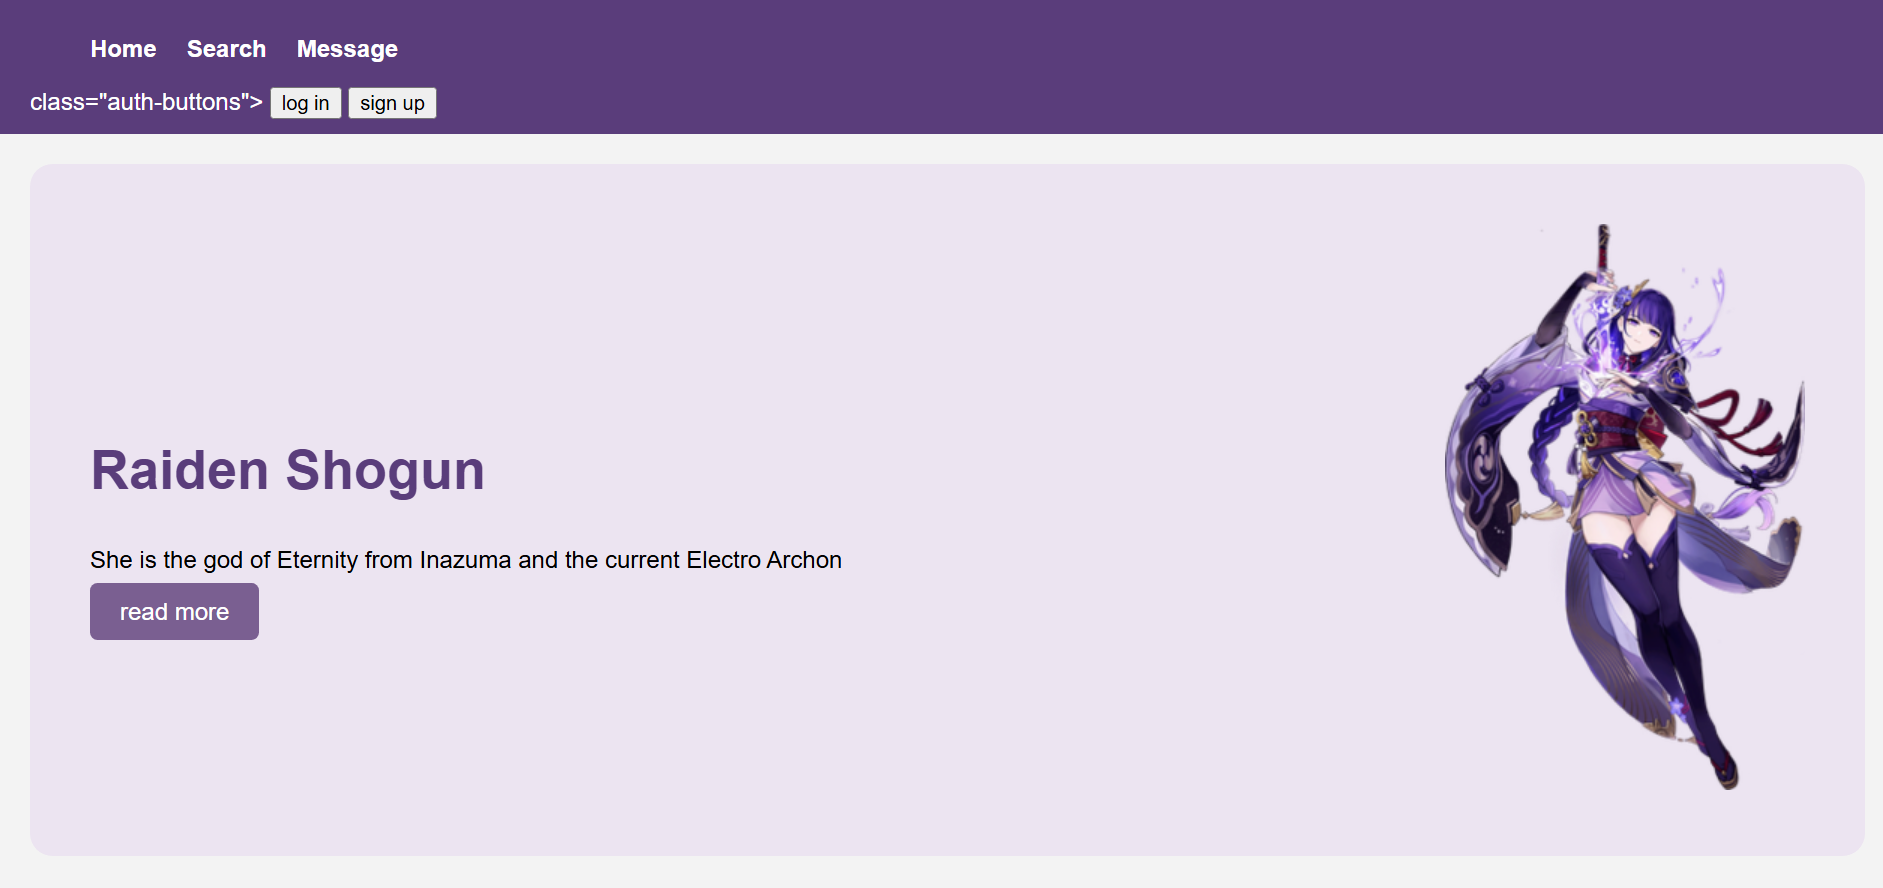 Home Search Message
class="auth-buttons"> log in sign up
Raiden Shogun
She is the god of Eternity from Inazuma and the current Electro Archon
read more